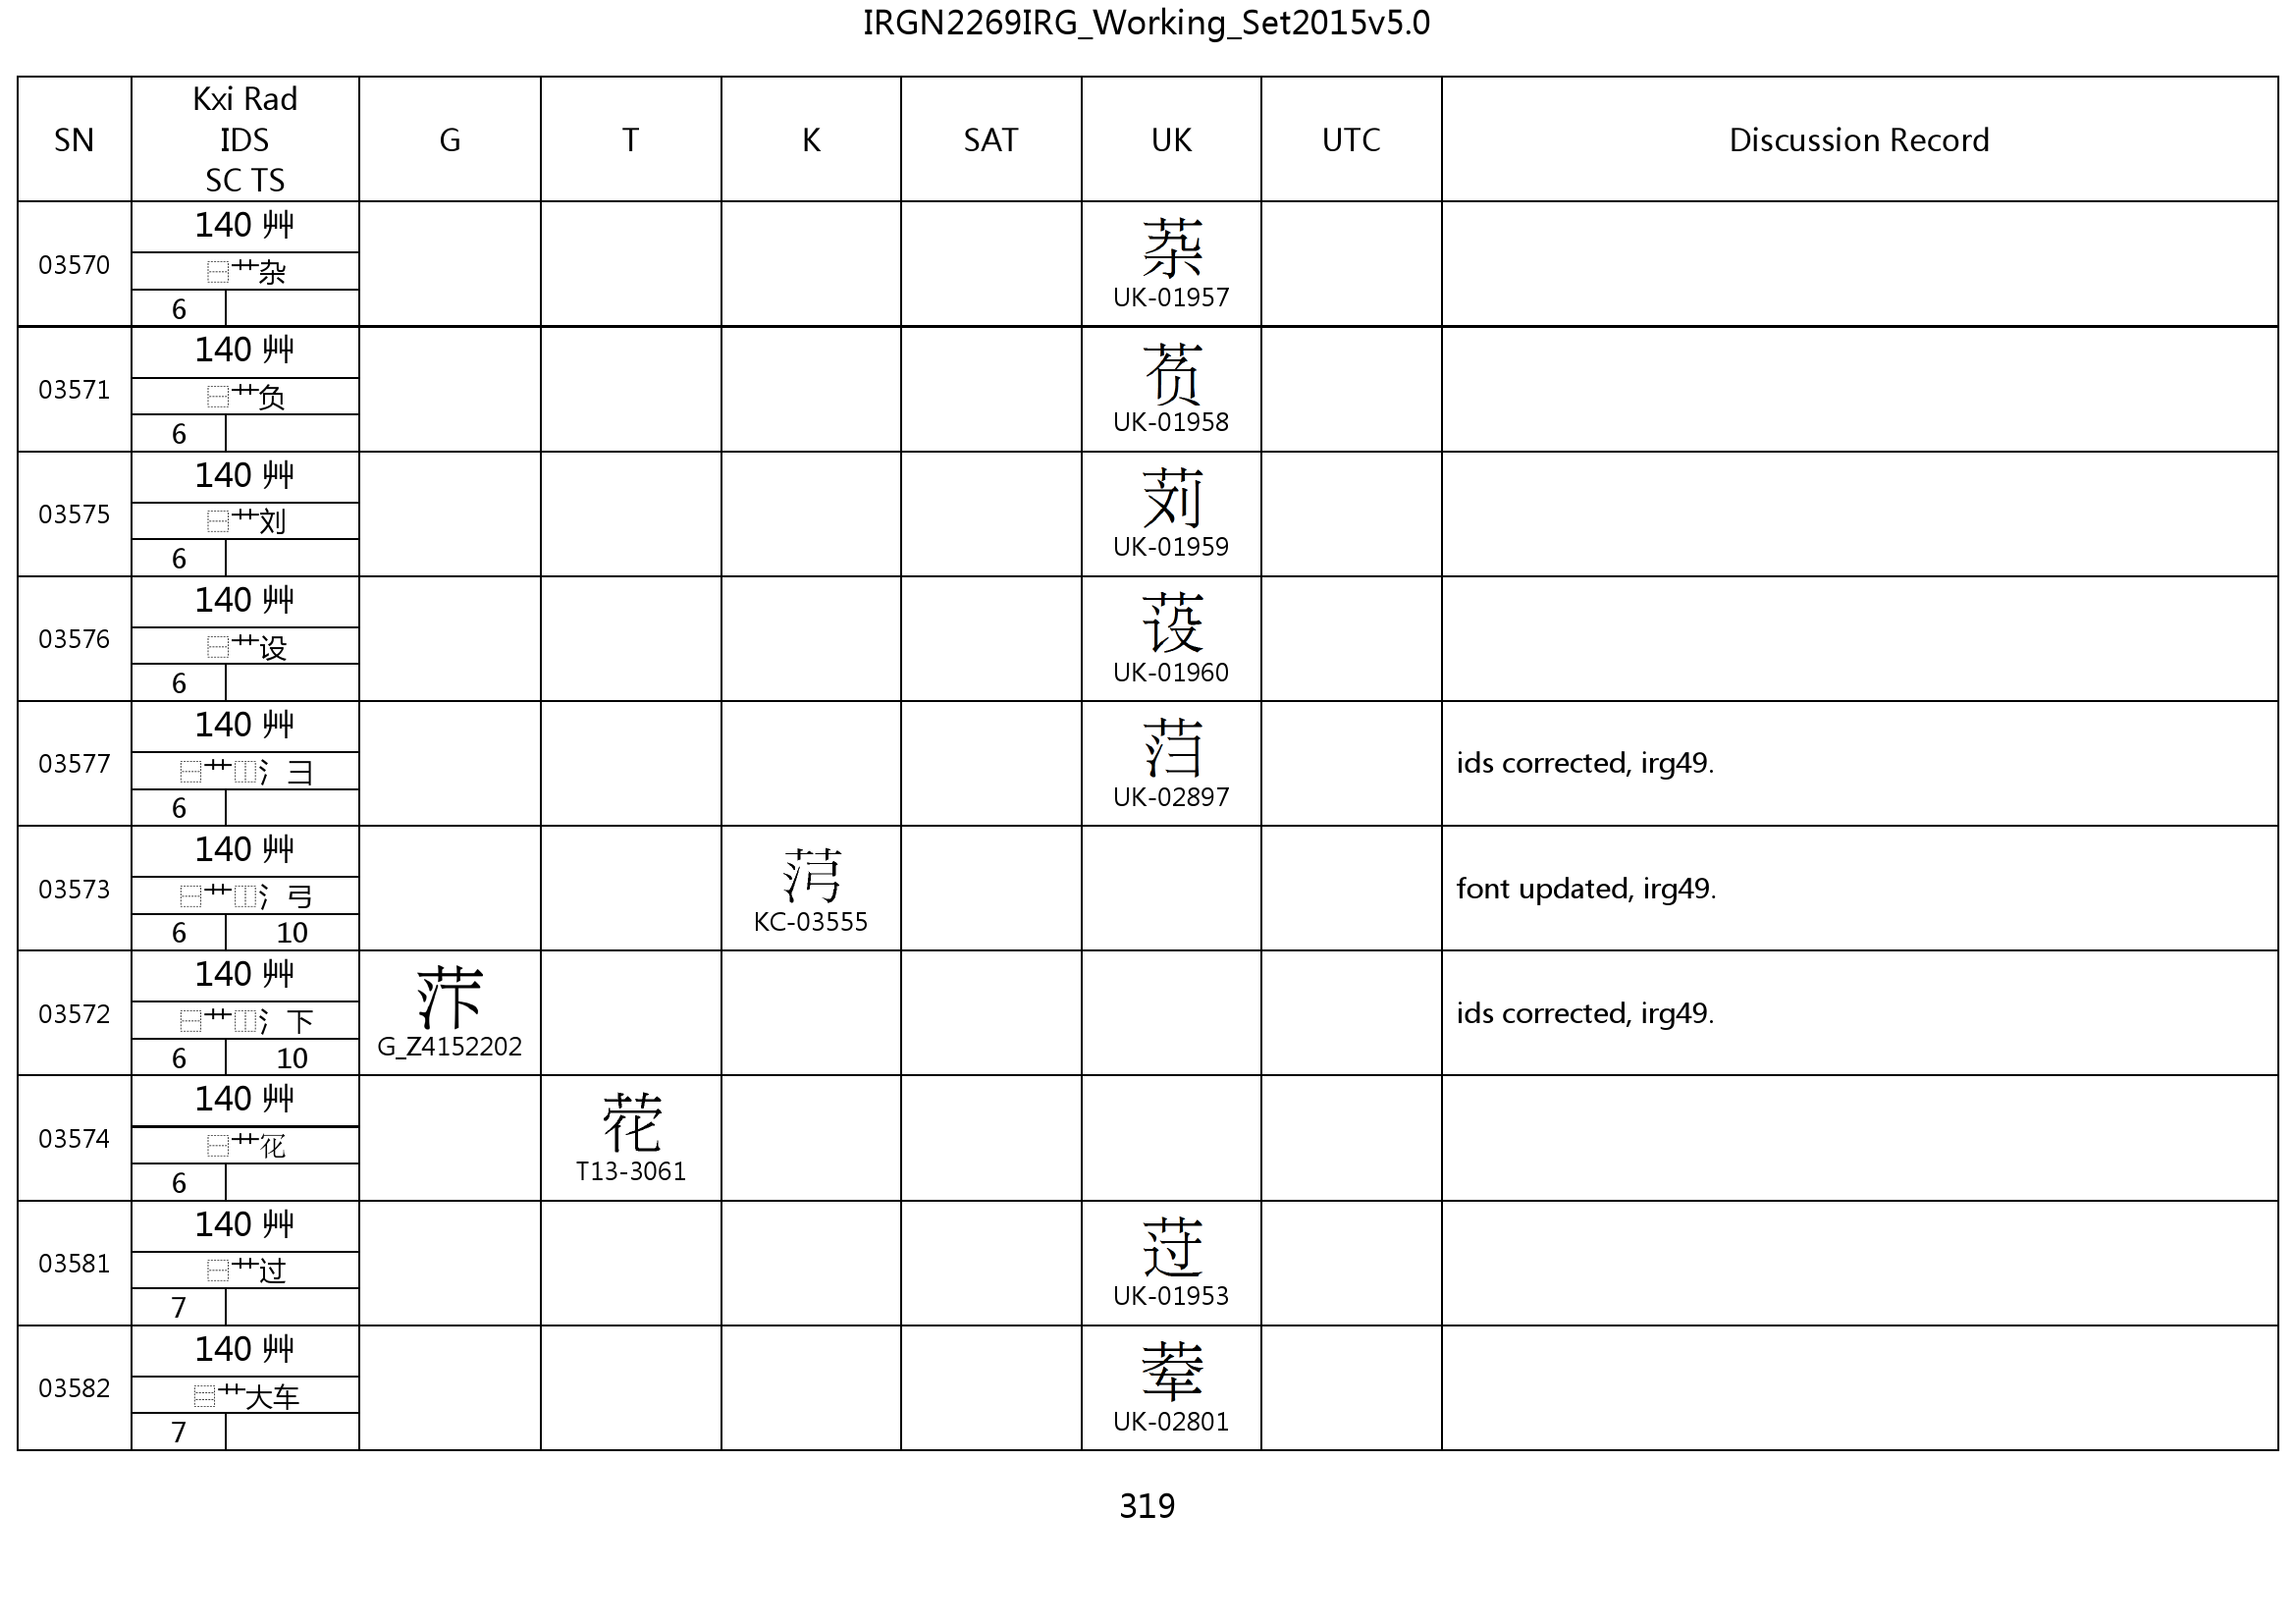 IRGN2269IRG_Working_Set2015v5.0
SN Kxi Rad IDS SC TS G T K SAT UK UTC Discussion Record
03570 140 艸
⿱艹杂
6
UK-01957
03571 140 艸
⿱艹负
6
UK-01958
03575 140 艸
⿱艹刘
6
UK-01959
03576 140 艸
⿱艹设
6
UK-01960
03577 140 艸
⿱艹⿰氵彐
6
UK-02897
ids corrected, irg49.
03573 140 艸
⿱艹⿰氵弓
6 10
KC-03555
font updated, irg49.
03572 140 艸
⿱艹⿰氵下
6 10
G_Z4152202
ids corrected, irg49.
03574 140 艸
⿱艹
6
T13-3061
03581 140 艸
⿱艹过
7
UK-01953
03582 140 艸
⿳艹大车
7
UK-02801
319